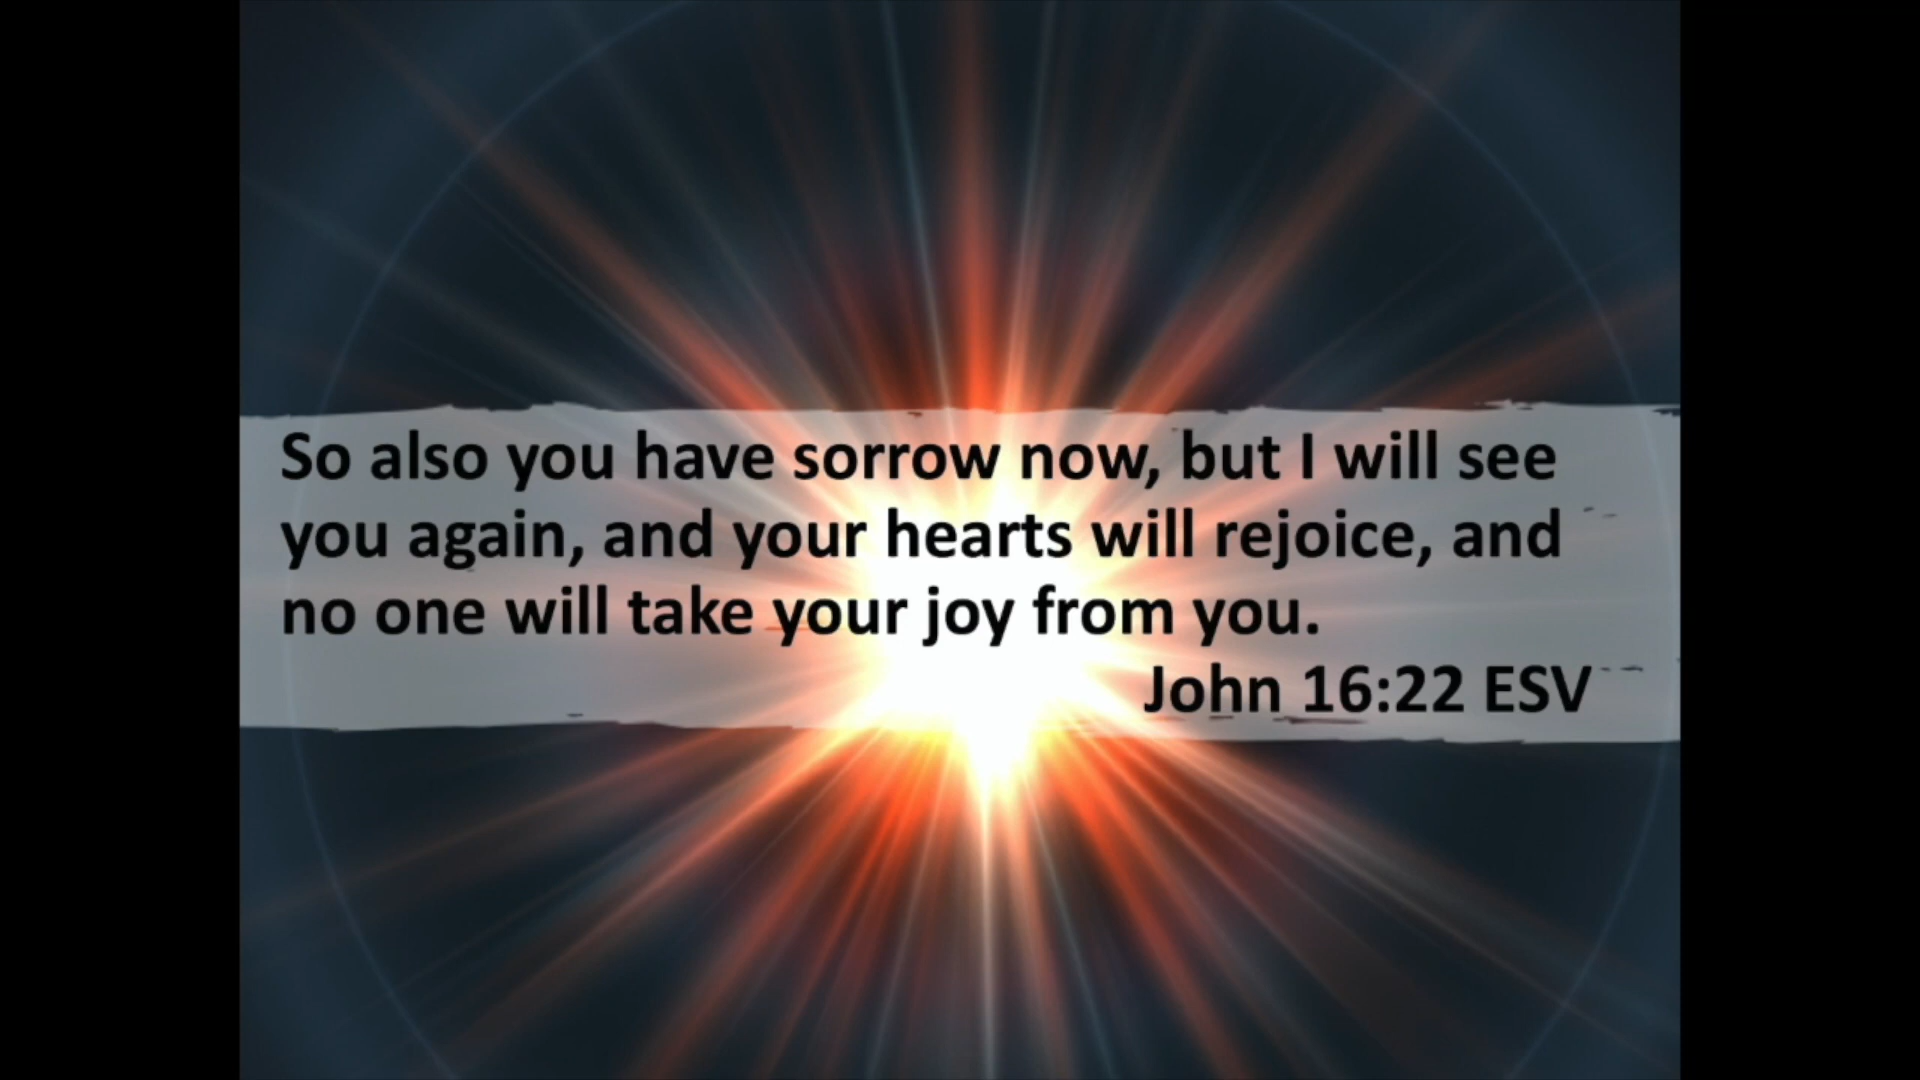 So also you have sorrow now, but I will see
you again, and your hearts will rejoice, and
no one will take your joy from you.
John 16:22 ESV